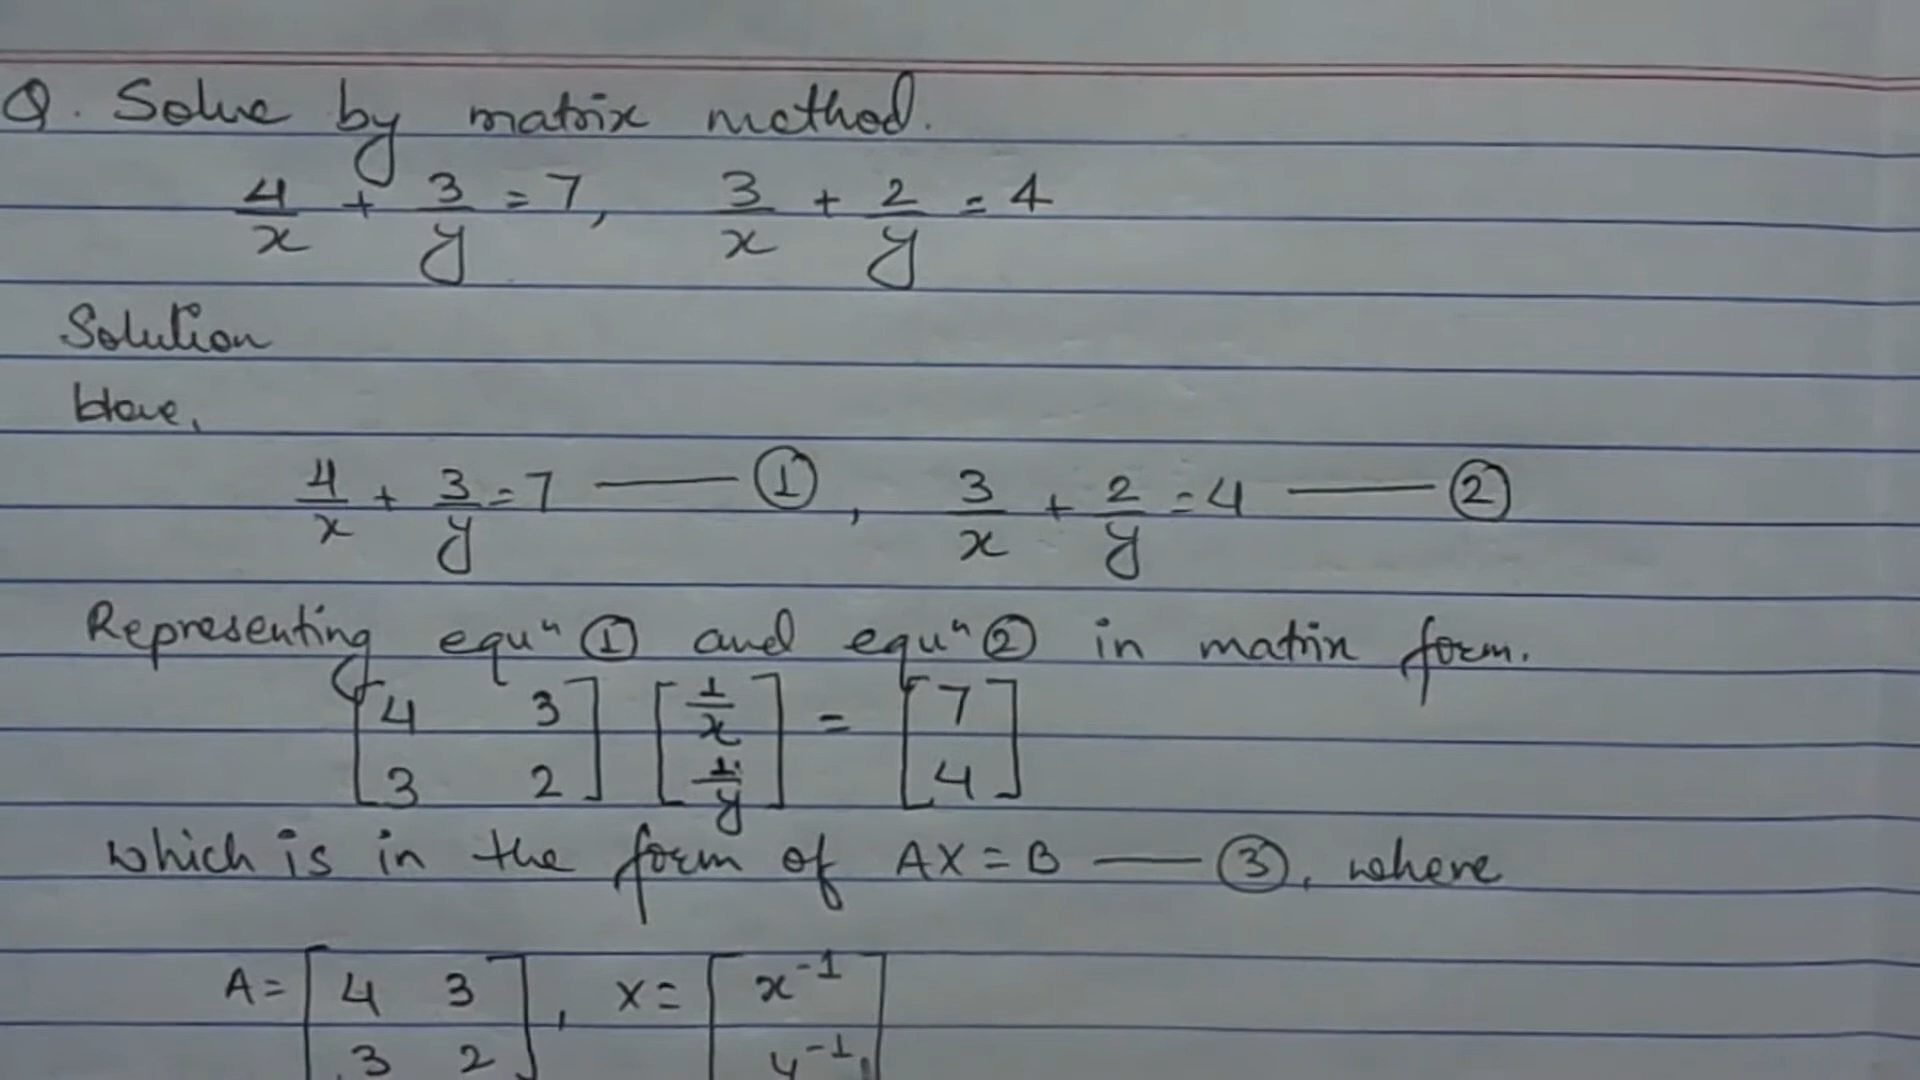 Q. Solve by matrix method.
4/x + 3/y = 7, 3/x + 2/y = 4
Solution
Here,
4/x + 3/y = 7 —— ①, 3/x + 2/y = 4 —— ②
Representing equⁿ ① and equⁿ ② in matrix form.
[4 3; 3 2] [1/x; 1/y] = [7; 4]
which is in the form of AX = B —— ③, where
A = [4 3; 3 2], X = [x⁻¹; y⁻¹]